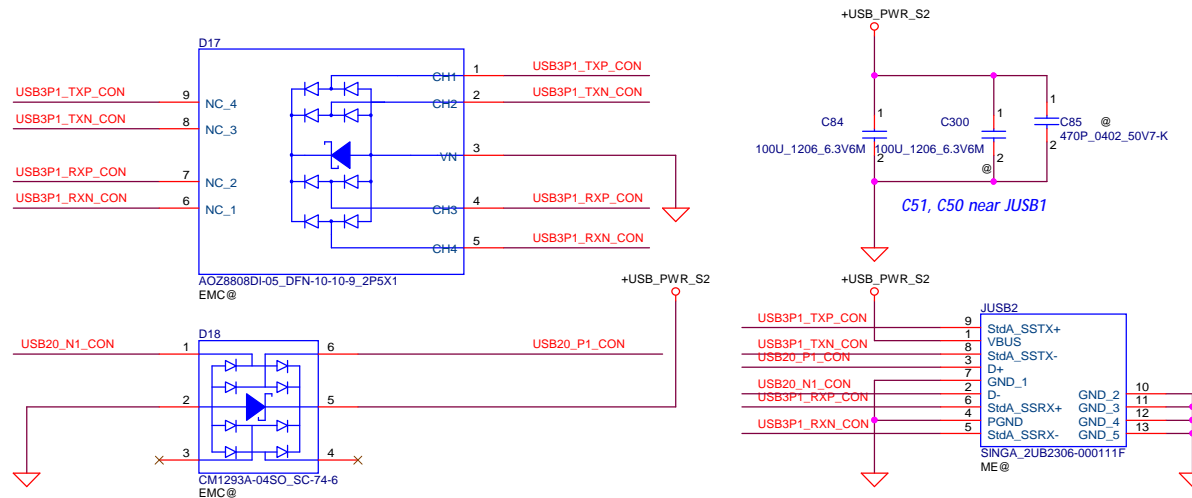 D17
USB3P1_TXP_CON
9
NC_4
USB3P1_TXN_CON
8
NC_3
USB3P1_RXP_CON
7
NC_2
USB3P1_RXN_CON
6
NC_1
CH1
1
USB3P1_TXP_CON
CH2
2
USB3P1_TXN_CON
VN
3
CH3
4
USB3P1_RXP_CON
CH4
5
USB3P1_RXN_CON
AOZ8808DI-05_DFN-10-10-9_2P5X1
EMC@
+USB_PWR_S2
C84
1
2
100U_1206_6.3V6M
C300
1
2
100U_1206_6.3V6M
@
C85
1
2
@
470P_0402_50V7-K
C51, C50 near JUSB1
D18
USB20_N1_CON
1
2
3
6
USB20_P1_CON
5
4
+USB_PWR_S2
CM1293A-04SO_SC-74-6
EMC@
+USB_PWR_S2
JUSB2
USB3P1_TXP_CON
9
StdA_SSTX+
1
VBUS
USB3P1_TXN_CON
8
StdA_SSTX-
USB20_P1_CON
3
D+
7
GND_1
USB20_N1_CON
2
D-
USB3P1_RXP_CON
6
StdA_SSRX+
4
PGND
USB3P1_RXN_CON
5
StdA_SSRX-
GND_2
10
GND_3
11
GND_4
12
GND_5
13
SINGA_2UB2306-000111F
ME@